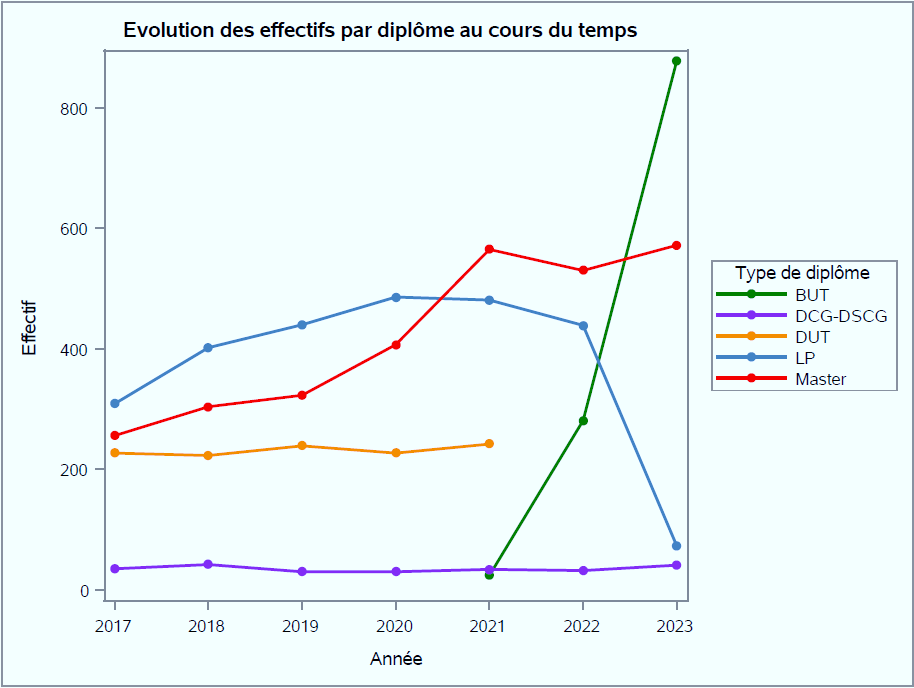 Evolution des effectifs par diplôme au cours du temps
Effectif
800
600
400
200
0
2017 2018 2019 2020 2021 2022 2023
Année
Type de diplôme
BUT
DCG-DSCG
DUT
LP
Master